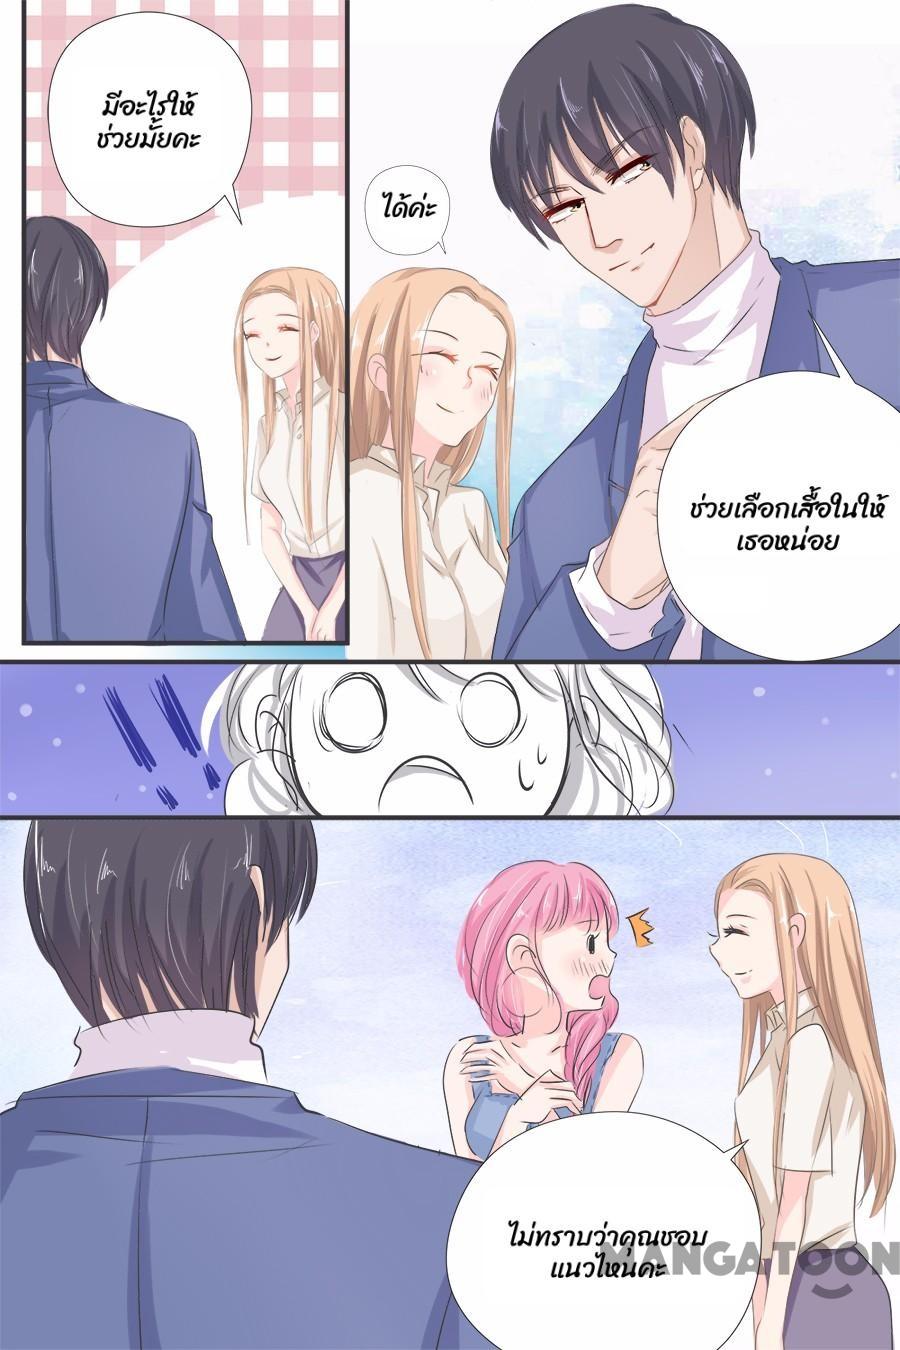 มีอะไรให้
ช่วยมั้ยคะ
ได้ค่ะ
ช่วยเลือกเสื้อในให้
เธอหน่อย
ไม่ทราบว่าคุณชอบ
แนวไหนคะ
MANGATOON